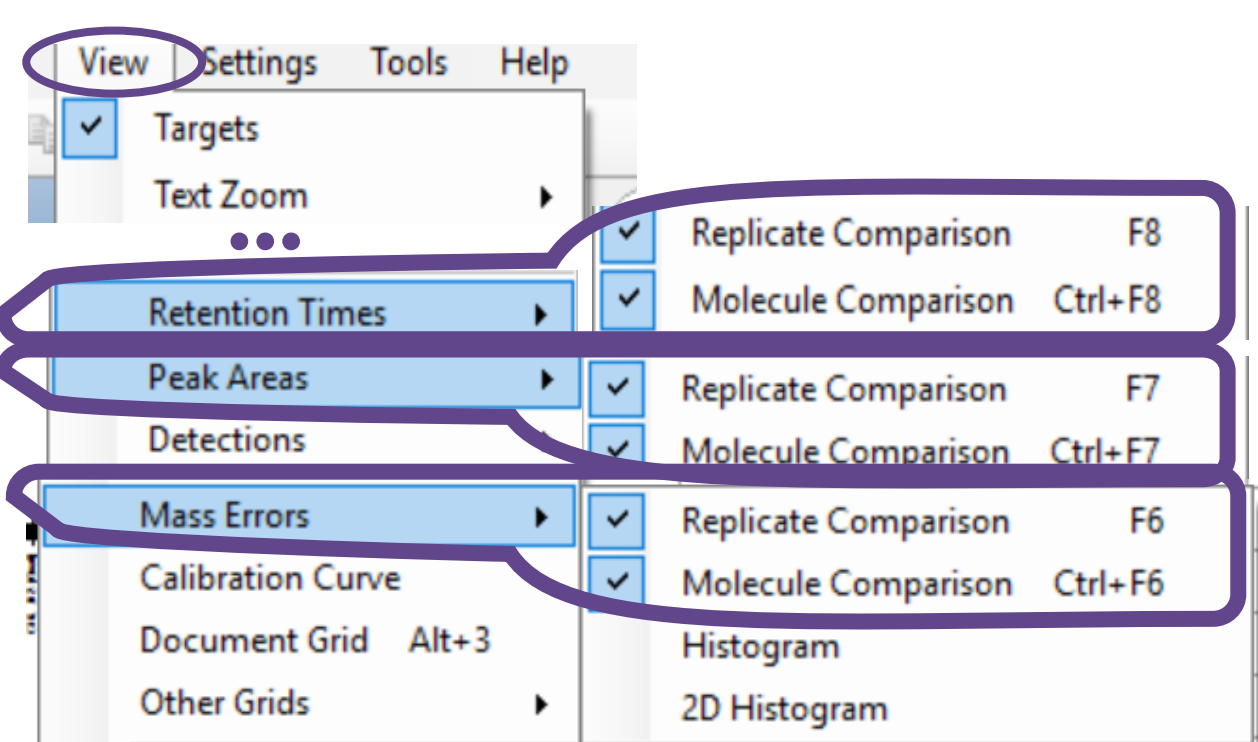 View Settings Tools Help
Targets
Text Zoom
Replicate Comparison F8
Retention Times Molecule Comparison Ctrl+F8
Peak Areas Replicate Comparison F7
Detections Molecule Comparison Ctrl+F7
Mass Errors Replicate Comparison F6
Calibration Curve Molecule Comparison Ctrl+F6
Document Grid Alt+3 Histogram
Other Grids 2D Histogram